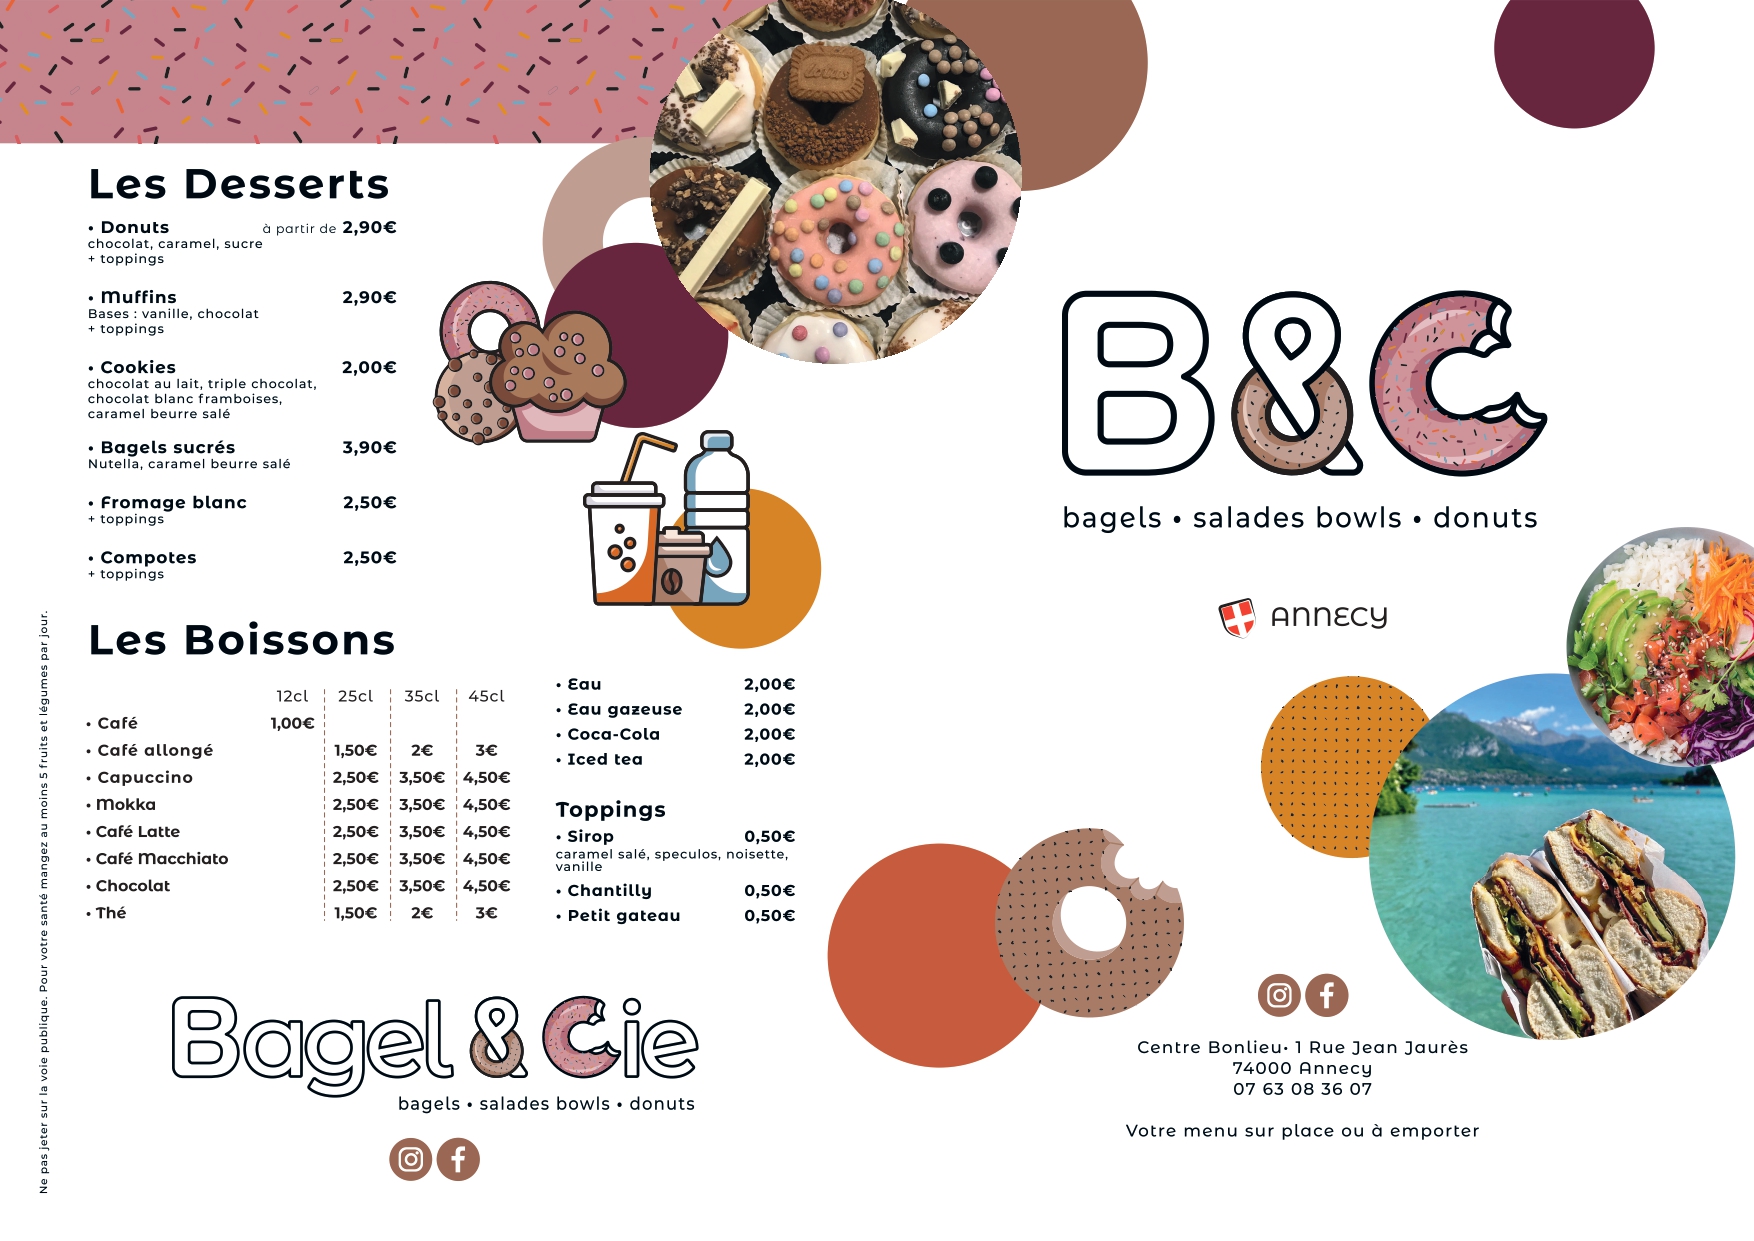 Les Desserts
• Donuts à partir de 2,90€
chocolat, caramel, sucre
+ toppings
• Muffins 2,90€
Bases : vanille, chocolat
+ toppings
• Cookies 2,00€
chocolat au lait, triple chocolat,
chocolat blanc framboises,
caramel beurre salé
• Bagels sucrés 3,90€
Nutella, caramel beurre salé
• Fromage blanc 2,50€
+ toppings
• Compotes 2,50€
+ toppings
Les Boissons
12cl 25cl 35cl 45cl
• Café 1,00€
• Café allongé 1,50€ 2€ 3€
• Capuccino 2,50€ 3,50€ 4,50€
• Mokka 2,50€ 3,50€ 4,50€
• Café Latte 2,50€ 3,50€ 4,50€
• Café Macchiato 2,50€ 3,50€ 4,50€
• Chocolat 2,50€ 3,50€ 4,50€
• Thé 1,50€ 2€ 3€
• Eau 2,00€
• Eau gazeuse 2,00€
• Coca-Cola 2,00€
• Iced tea 2,00€
Toppings
• Sirop 0,50€
caramel salé, speculos, noisette,
vanille
• Chantilly 0,50€
• Petit gateau 0,50€
Bagel & Cie
bagels • salades bowls • donuts
Ne pas jeter sur la voie publique. Pour votre santé mangez au moins 5 fruits et légumes par jour.
Lotus
B&C
bagels • salades bowls • donuts
ANNECY
Centre Bonlieu• 1 Rue Jean Jaurès
74000 Annecy
07 63 08 36 07
Votre menu sur place ou à emporter